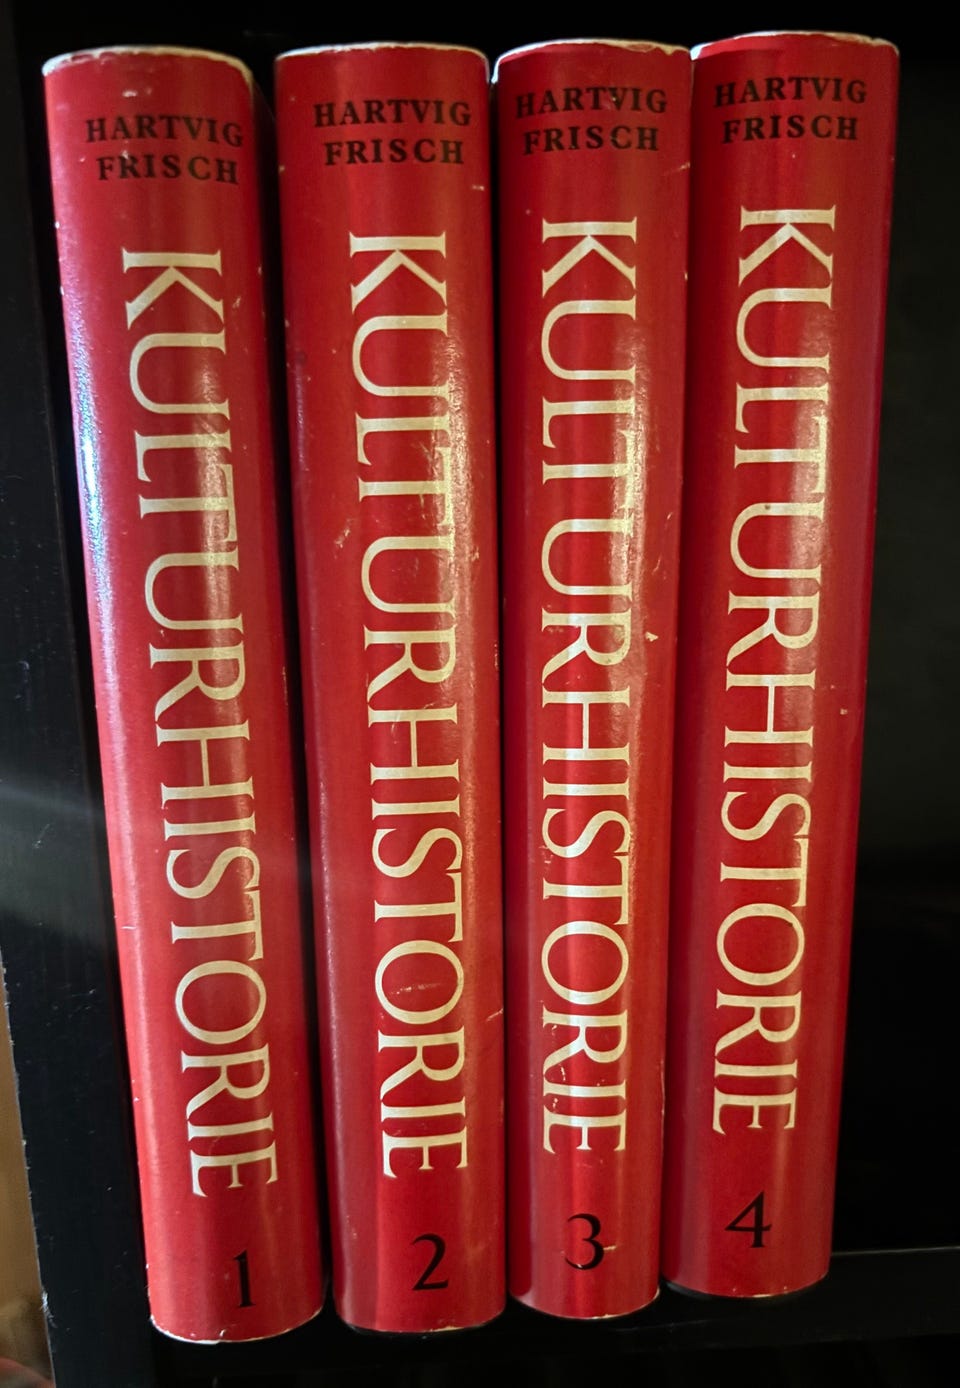 HARTVIG
FRISCH
KULTURHISTORIE
1
HARTVIG
FRISCH
KULTURHISTORIE
2
HARTVIG
FRISCH
KULTURHISTORIE
3
HARTVIG
FRISCH
KULTURHISTORIE
4